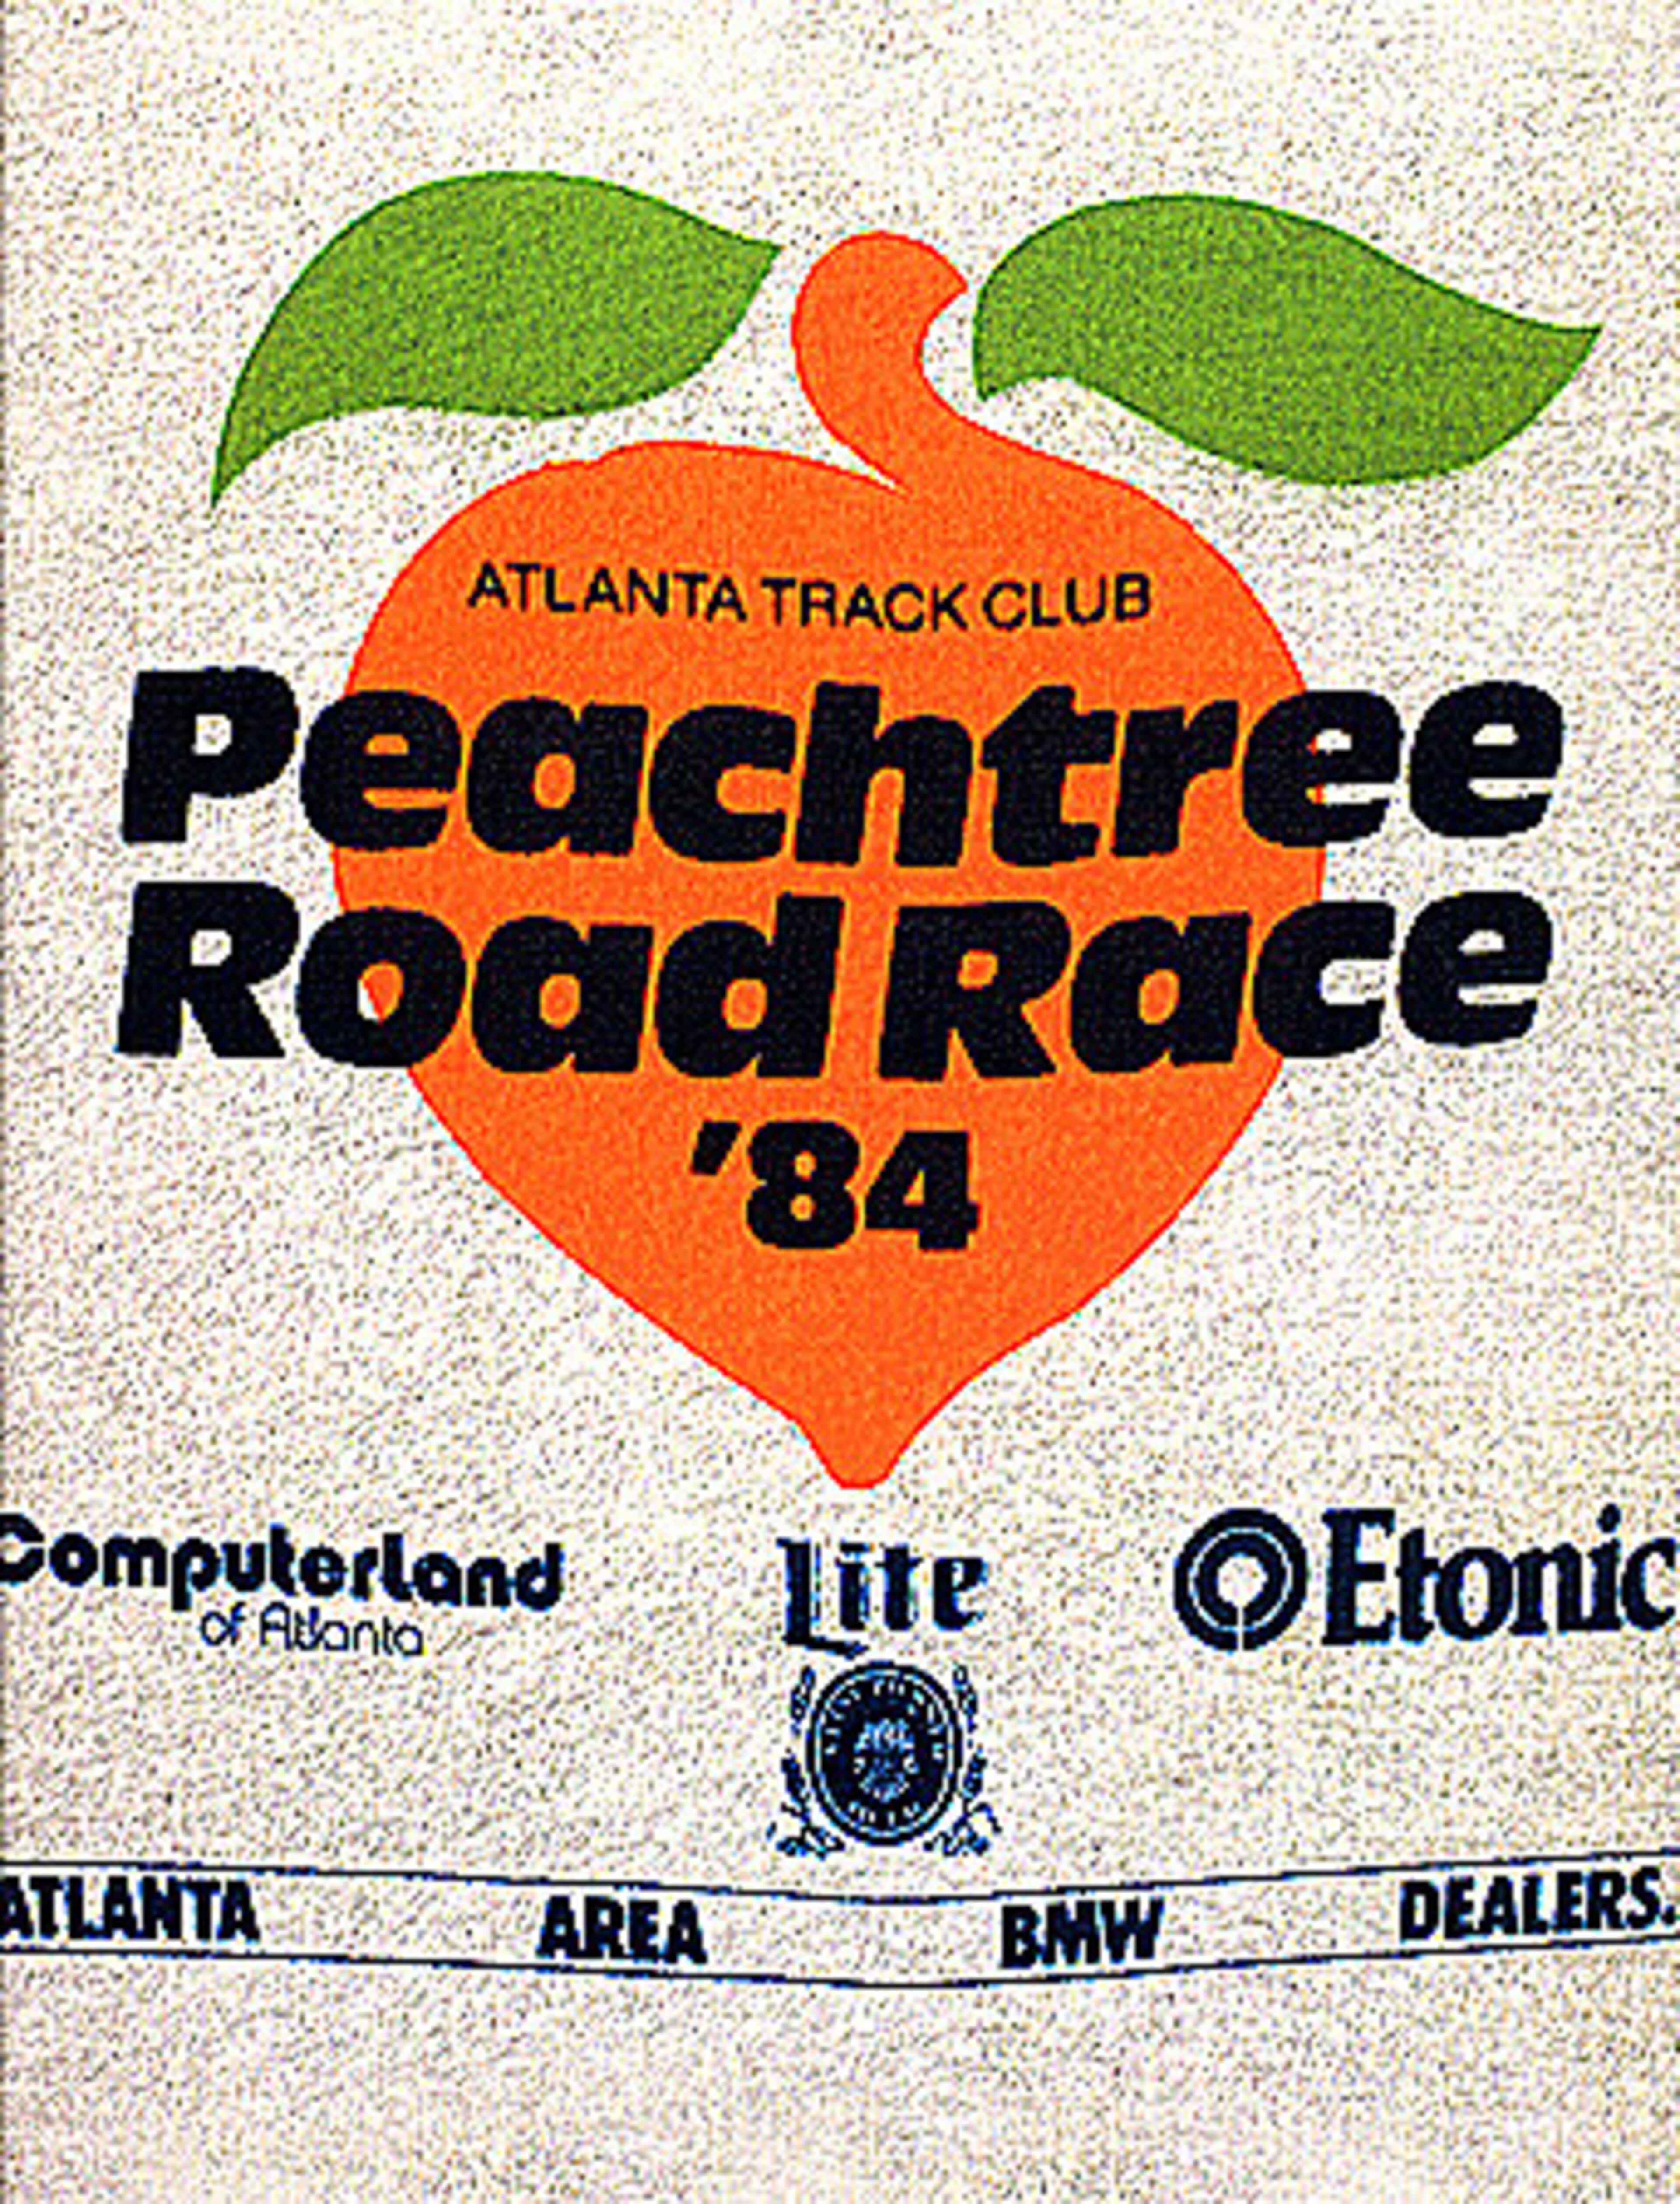 ATLANTA TRACK CLUB
Peachtree
Road Race
'84
ComputerLand
of Atlanta
Lite
Etonic
ATLANTA AREA BMW DEALERS.